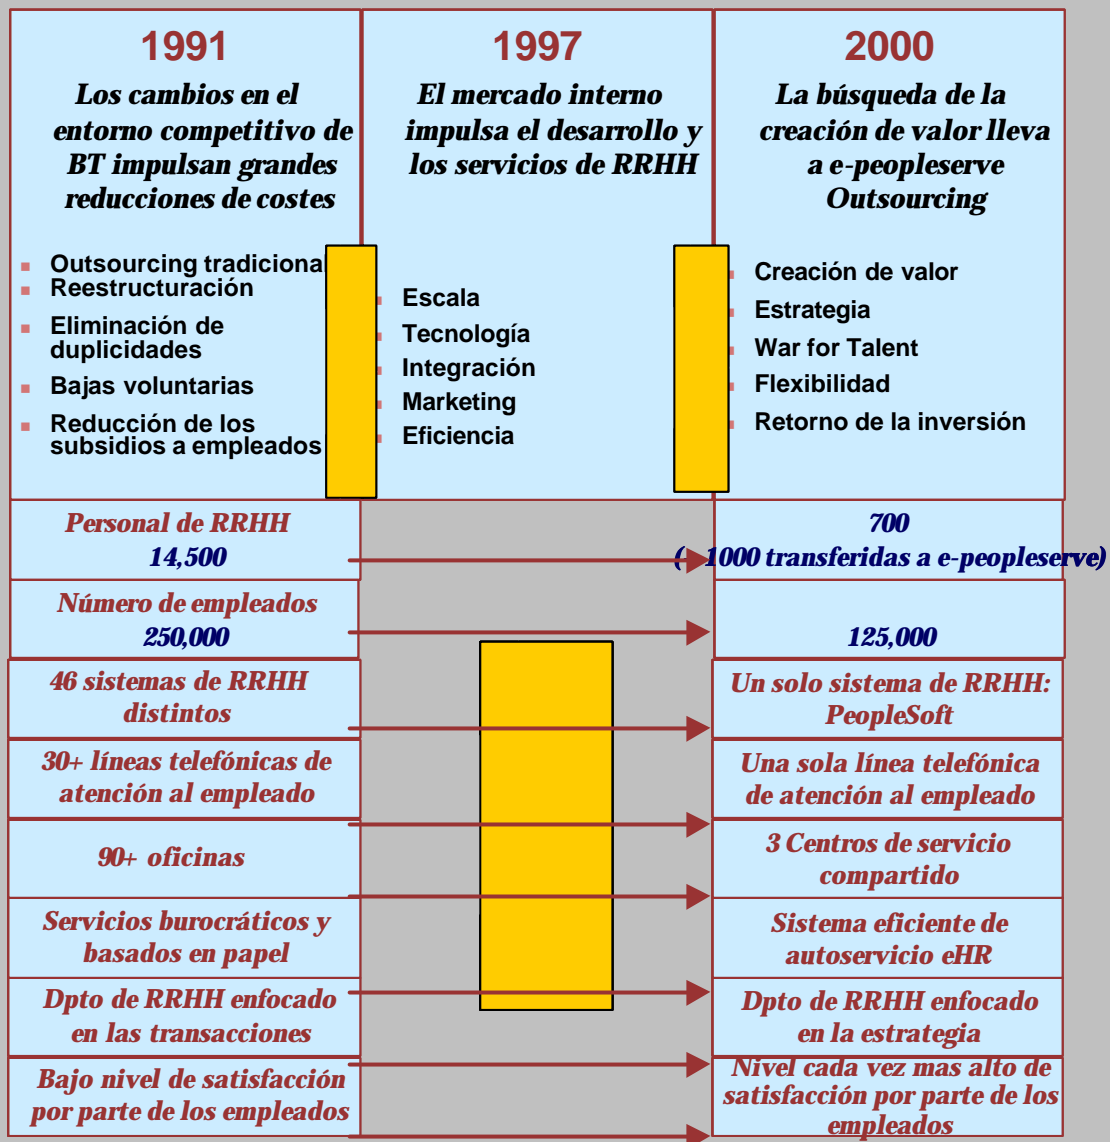 1991
Los cambios en el
entorno competitivo de
BT impulsan grandes
reducciones de costes
Outsourcing tradicional
Reestructuración
Eliminación de
duplicidades
Bajas voluntarias
Reducción de los
subsidios a empleados
1997
El mercado interno
impulsa el desarrollo y
los servicios de RRHH
Escala
Tecnología
Integración
Marketing
Eficiencia
2000
La búsqueda de la
creación de valor lleva
a e-peopleserve
Outsourcing
Creación de valor
Estrategia
War for Talent
Flexibilidad
Retorno de la inversión
Personal de RRHH
14,500
700
( 1000 transferidas a e-peopleserve)
Número de empleados
250,000
125,000
46 sistemas de RRHH
distintos
Un solo sistema de RRHH:
PeopleSoft
30+ líneas telefónicas de
atención al empleado
Una sola línea telefónica
de atención al empleado
90+ oficinas
3 Centros de servicio
compartido
Servicios burocráticos y
basados en papel
Sistema eficiente de
autoservicio eHR
Dpto de RRHH enfocado
en las transacciones
Dpto de RRHH enfocado
en la estrategia
Bajo nivel de satisfacción
por parte de los empleados
Nivel cada vez mas alto de
satisfacción por parte de los
empleados